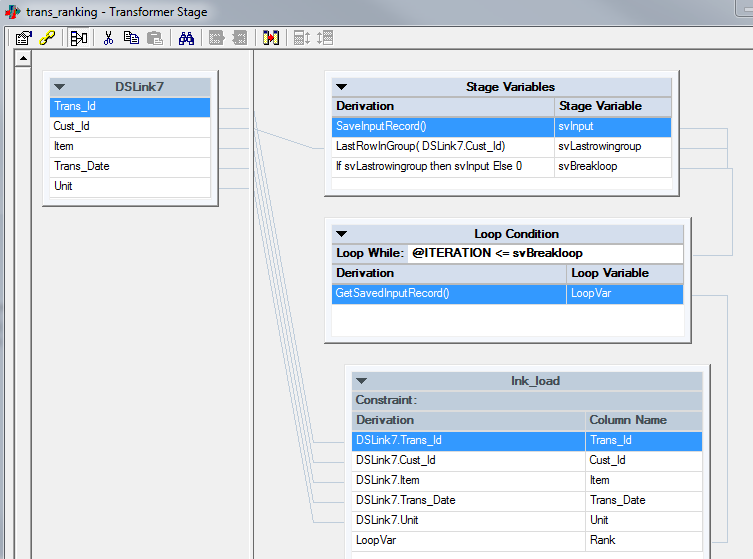 trans_ranking - Transformer Stage
DSLink7
Trans_Id
Cust_Id
Item
Trans_Date
Unit
Stage Variables
Derivation Stage Variable
SaveInputRecord() svInput
LastRowInGroup( DSLink7.Cust_Id) svLastrowingroup
If svLastrowingroup then svInput Else 0 svBreakloop
Loop Condition
Loop While: @ITERATION <= svBreakloop
Derivation Loop Variable
GetSavedInputRecord() LoopVar
lnk_load
Constraint:
Derivation Column Name
DSLink7.Trans_Id Trans_Id
DSLink7.Cust_Id Cust_Id
DSLink7.Item Item
DSLink7.Trans_Date Trans_Date
DSLink7.Unit Unit
LoopVar Rank